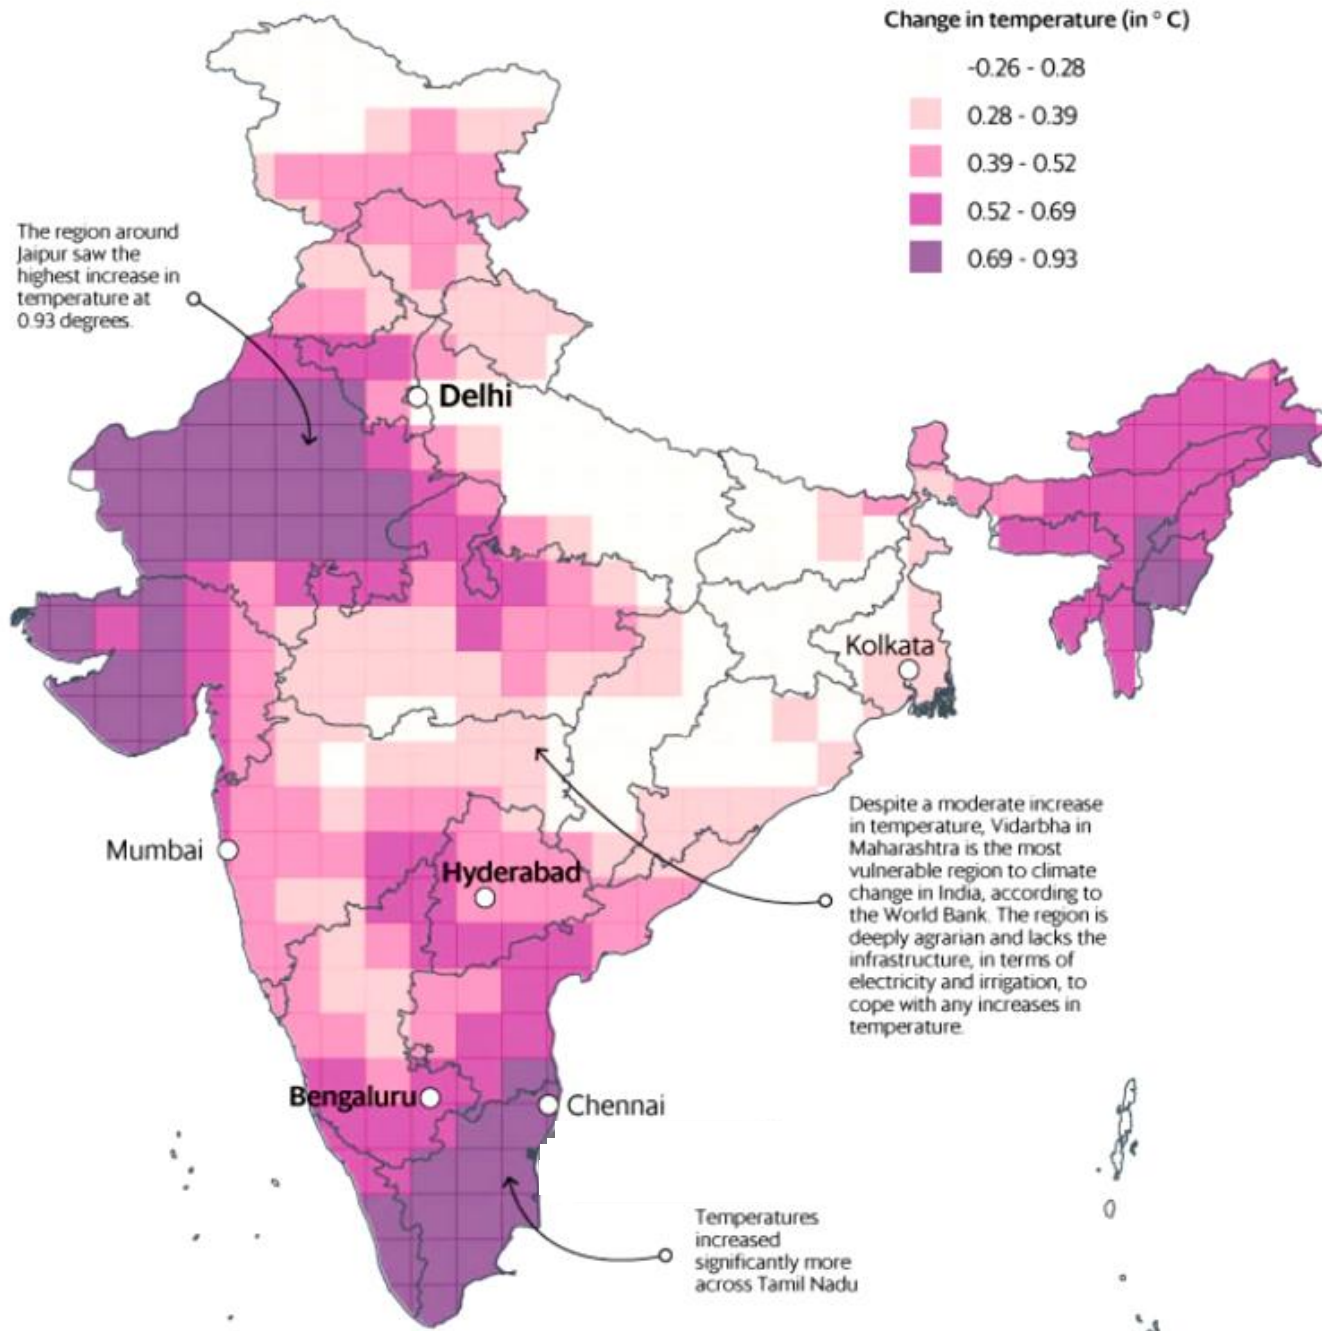 Change in temperature (in ° C)
-0.26 - 0.28
0.28 - 0.39
0.39 - 0.52
0.52 - 0.69
0.69 - 0.93
The region around
Jaipur saw the
highest increase in
temperature at
0.93 degrees.
Delhi
Kolkata
Despite a moderate increase
in temperature, Vidarbha in
Maharashtra is the most
vulnerable region to climate
change in India, according to
the World Bank. The region is
deeply agrarian and lacks the
infrastructure, in terms of
electricity and irrigation, to
cope with any increases in
temperature.
Mumbai
Hyderabad
Bengaluru
Chennai
Temperatures
increased
significantly more
across Tamil Nadu